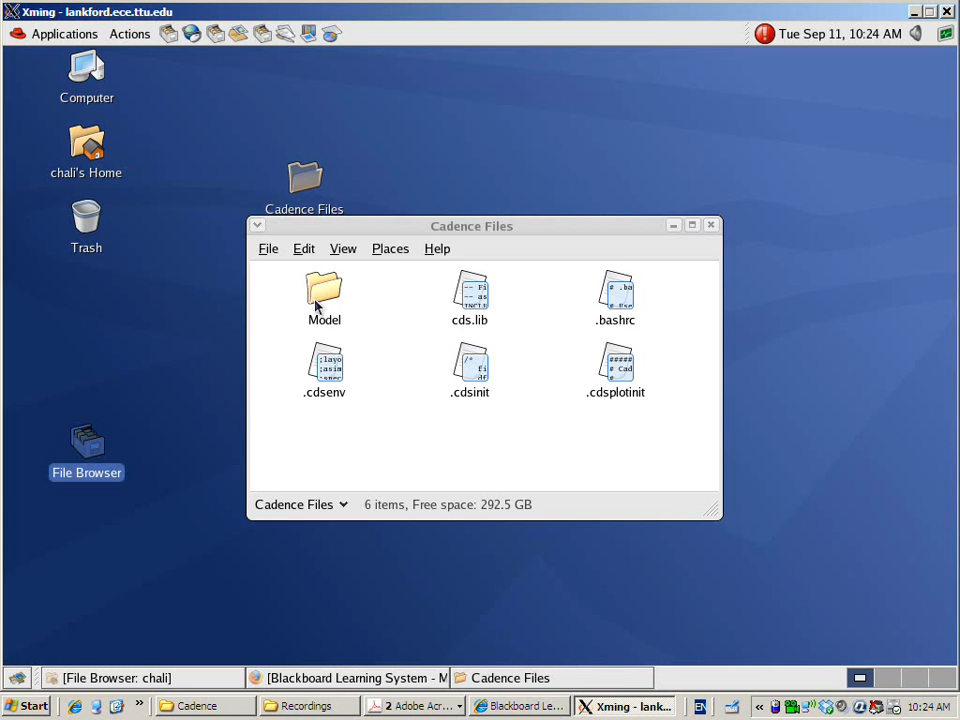 Xming - lankford.ece.ttu.edu
Applications Actions Tue Sep 11, 10:24 AM
Computer
chali's Home
Trash
File Browser
Cadence Files
Cadence Files
File Edit View Places Help
Model cds.lib .bashrc
.cdsenv .cdsinit .cdsplotinit
Cadence Files 6 items, Free space: 292.5 GB
[File Browser: chali] [Blackboard Learning System - M Cadence Files
Start » Cadence Recordings 2 Adobe Acr... Blackboard Le... Xming - lank... EN « 10:24 AM